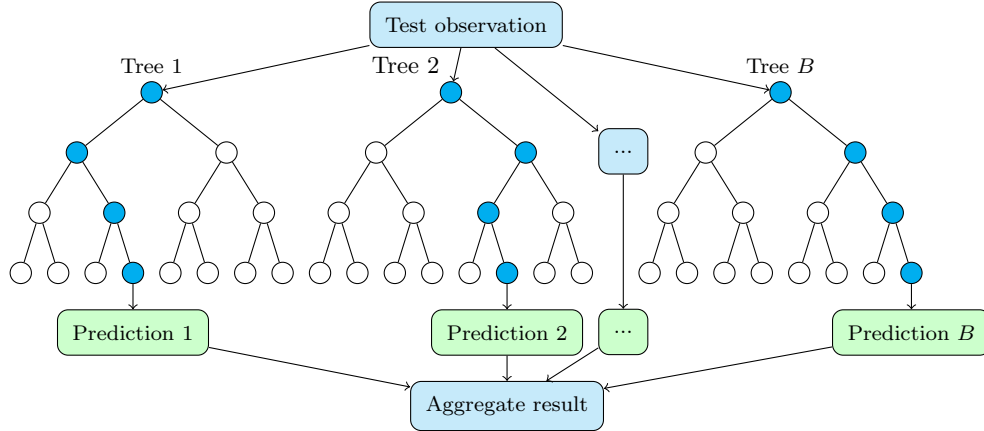 Test observation
Tree 1
Tree 2
Tree B
...
Prediction 1
Prediction 2
...
Prediction B
Aggregate result